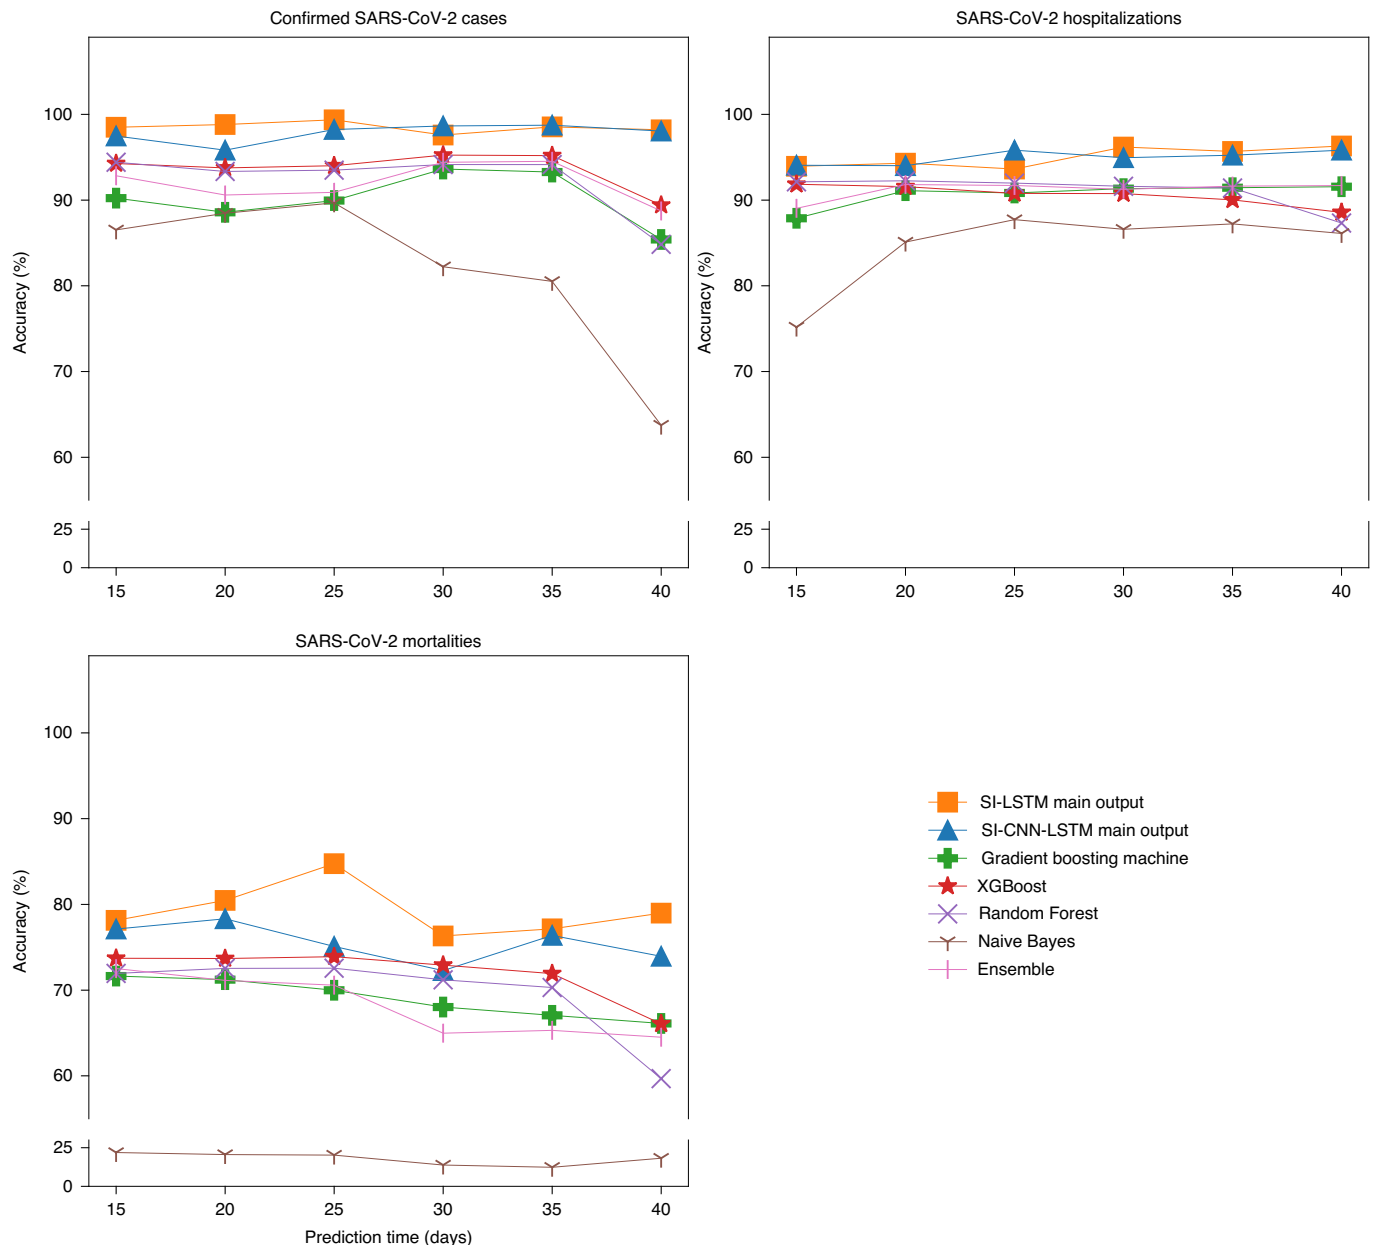 Confirmed SARS-CoV-2 cases
Accuracy (%)
100
90
80
70
60
25
0
15 20 25 30 35 40
SARS-CoV-2 hospitalizations
Accuracy (%)
100
90
80
70
60
25
0
15 20 25 30 35 40
SARS-CoV-2 mortalities
Accuracy (%)
100
90
80
70
60
25
0
15 20 25 30 35 40
Prediction time (days)
SI-LSTM main output
SI-CNN-LSTM main output
Gradient boosting machine
XGBoost
Random Forest
Naive Bayes
Ensemble